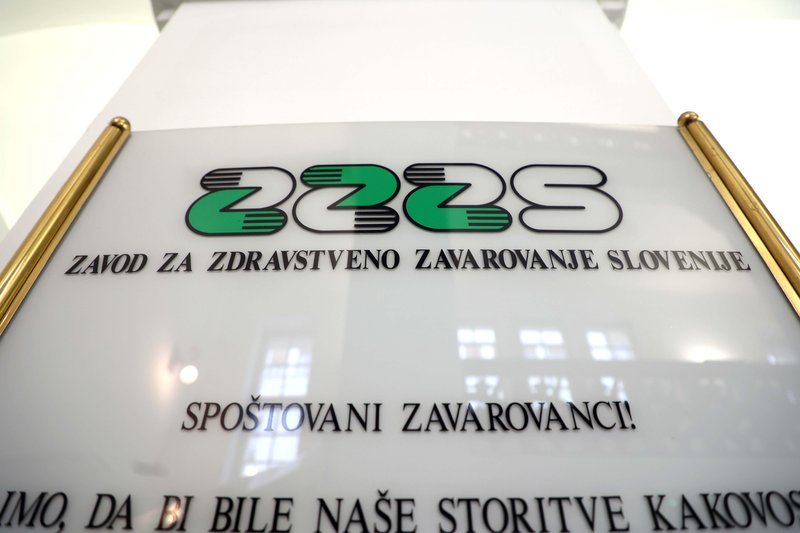 ZZZS
ZAVOD ZA ZDRAVSTVENO ZAVAROVANJE SLOVENIJE
SPOŠTOVANI ZAVAROVANCI!
DA BI BILE NAŠE STORITVE